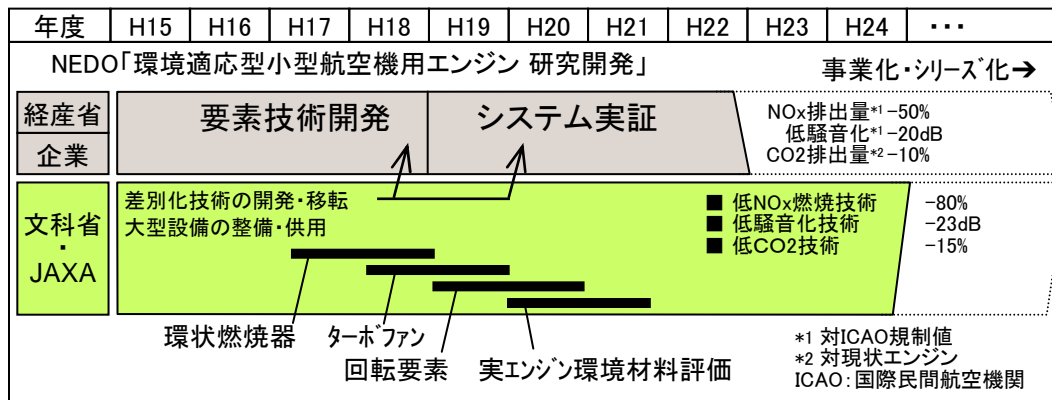 年度 H15 H16 H17 H18 H19 H20 H21 H22 H23 H24 ・・・
NEDO「環境適応型小型航空機用エンジン 研究開発」 事業化・シリーズ化→
経産省
企業
要素技術開発 システム実証
NOx排出量*1 -50%
低騒音化*1 -20dB
CO2排出量*2 -10%
文科省
・
JAXA
差別化技術の開発・移転
大型設備の整備・供用
■ 低NOx燃焼技術 -80%
■ 低騒音化技術 -23dB
■ 低CO2技術 -15%
環状燃焼器 ターボファン
回転要素 実エンジン環境材料評価
*1 対ICAO規制値
*2 対現状エンジン
ICAO:国際民間航空機関